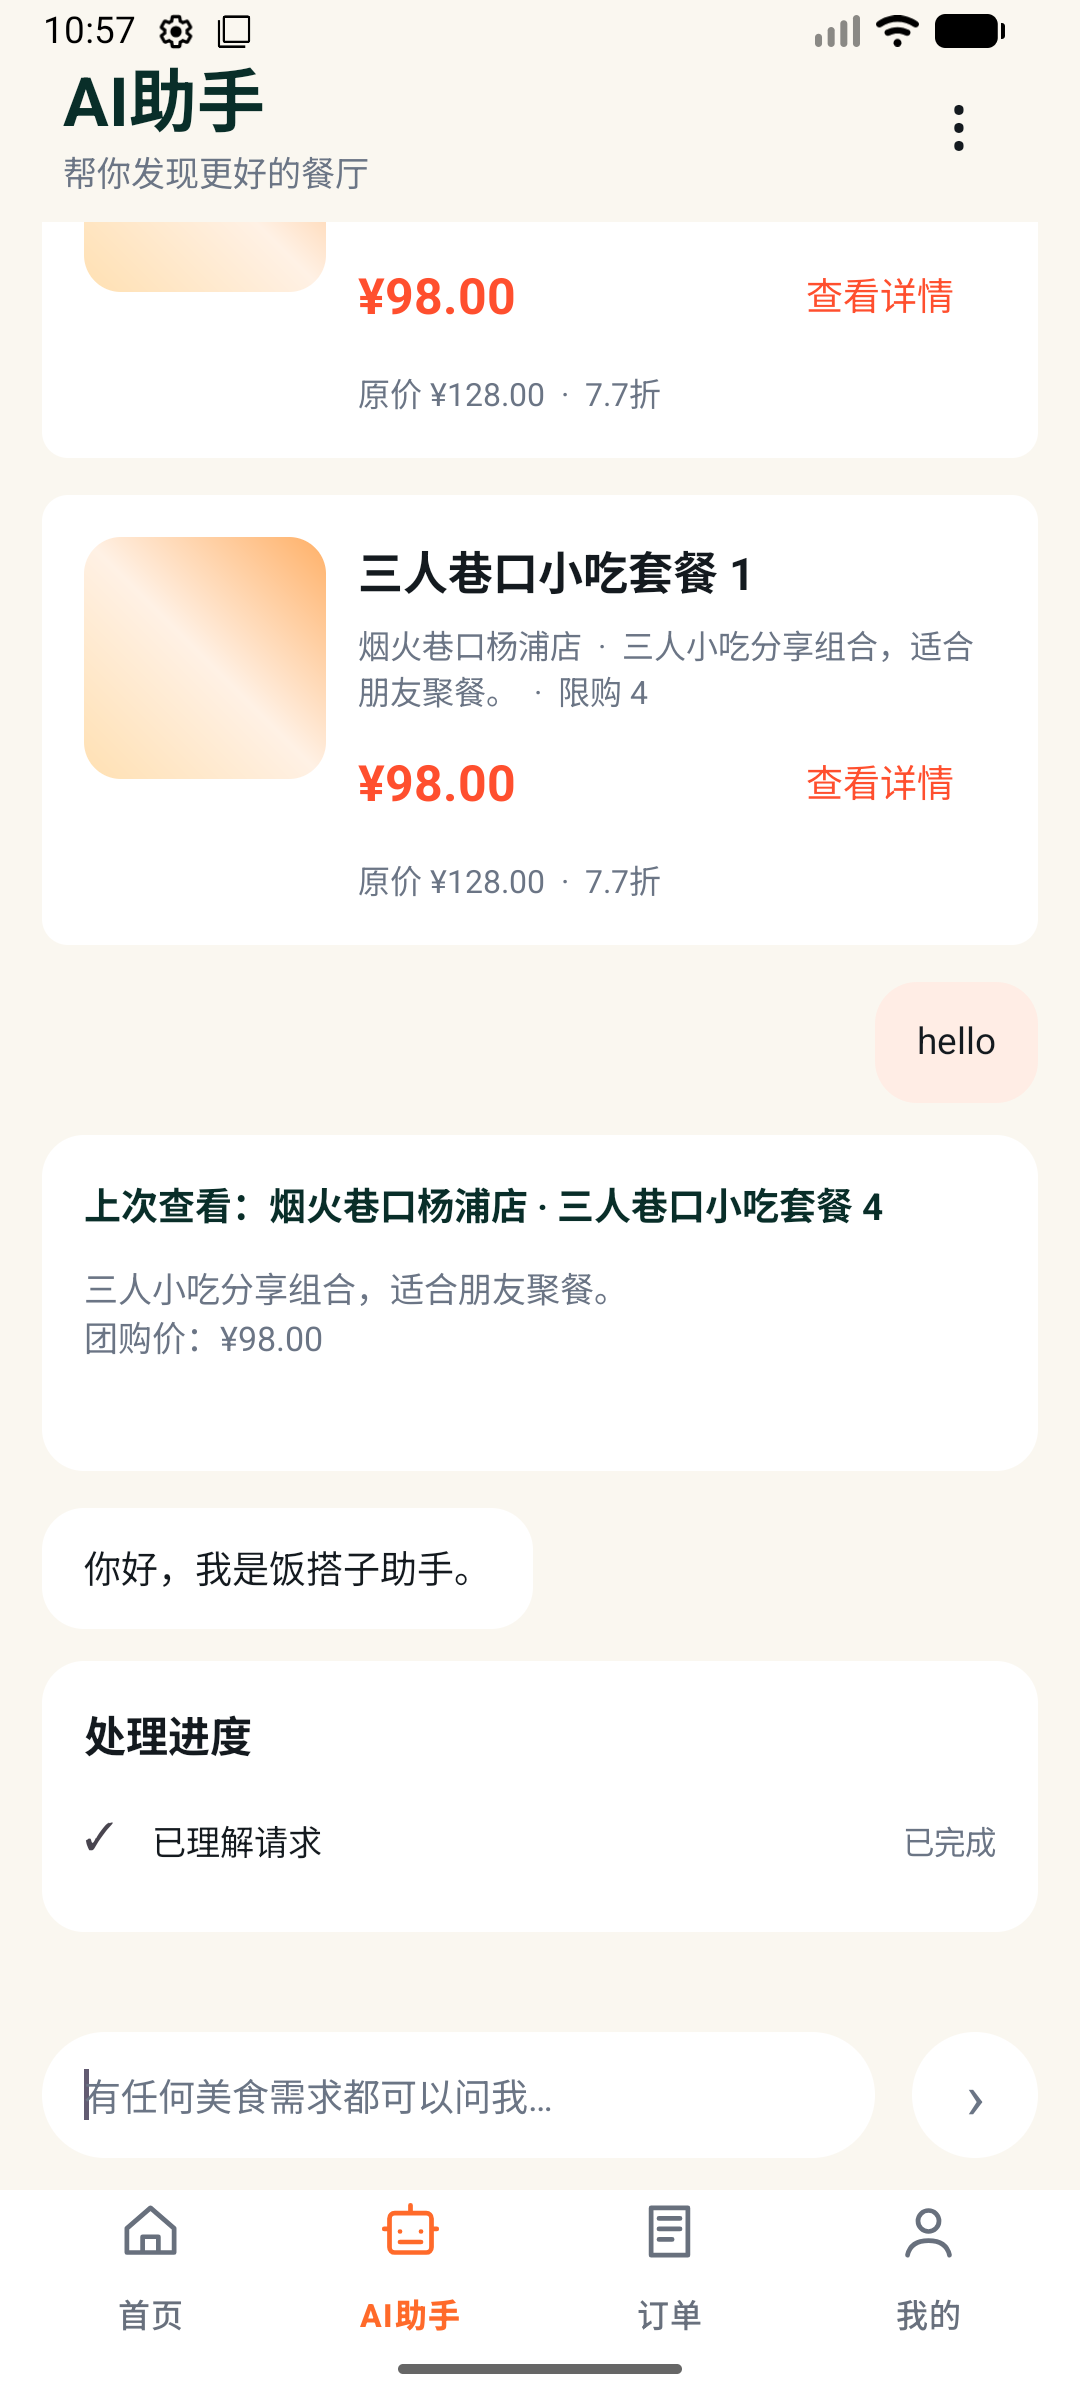 10:57
AI助手
帮你发现更好的餐厅
¥98.00 查看详情
原价 ¥128.00 · 7.7折
三人巷口小吃套餐 1
烟火巷口杨浦店 · 三人小吃分享组合，适合
朋友聚餐。 · 限购 4
¥98.00 查看详情
原价 ¥128.00 · 7.7折
hello
上次查看：烟火巷口杨浦店 · 三人巷口小吃套餐 4
三人小吃分享组合，适合朋友聚餐。
团购价：¥98.00
你好，我是饭搭子助手。
处理进度
✓ 已理解请求 已完成
有任何美食需求都可以问我...
首页 AI助手 订单 我的